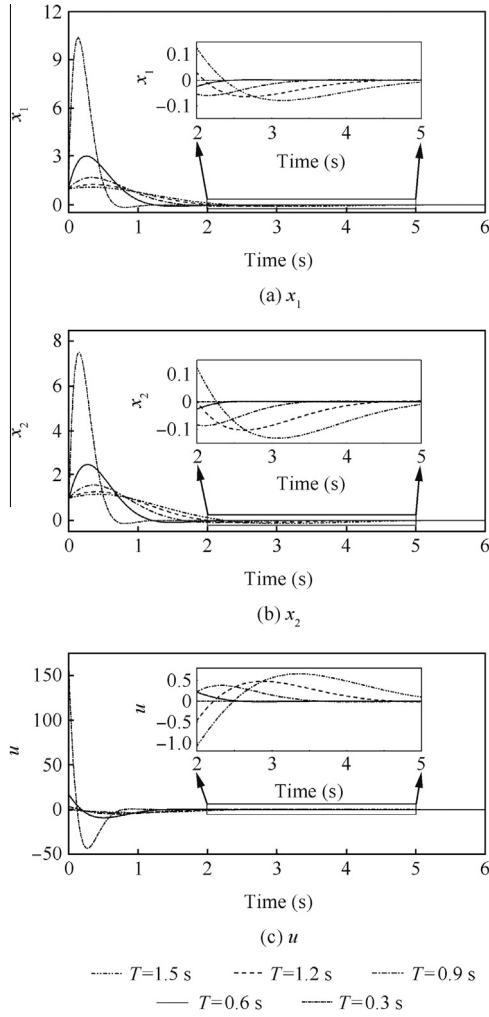 12
9
6
3
0
x1
0.1
0
−0.1
x1
2 3 4 5
Time (s)
0 1 2 3 4 5 6
Time (s)
(a) x1
8
6
4
2
0
x2
0.1
0
−0.1
x2
2 3 4 5
Time (s)
0 1 2 3 4 5 6
Time (s)
(b) x2
150
100
50
0
−50
u
0.5
0
−0.5
−1.0
u
2 3 4 5
Time (s)
0 1 2 3 4 5 6
Time (s)
(c) u
T=1.5 s T=1.2 s T=0.9 s
T=0.6 s T=0.3 s